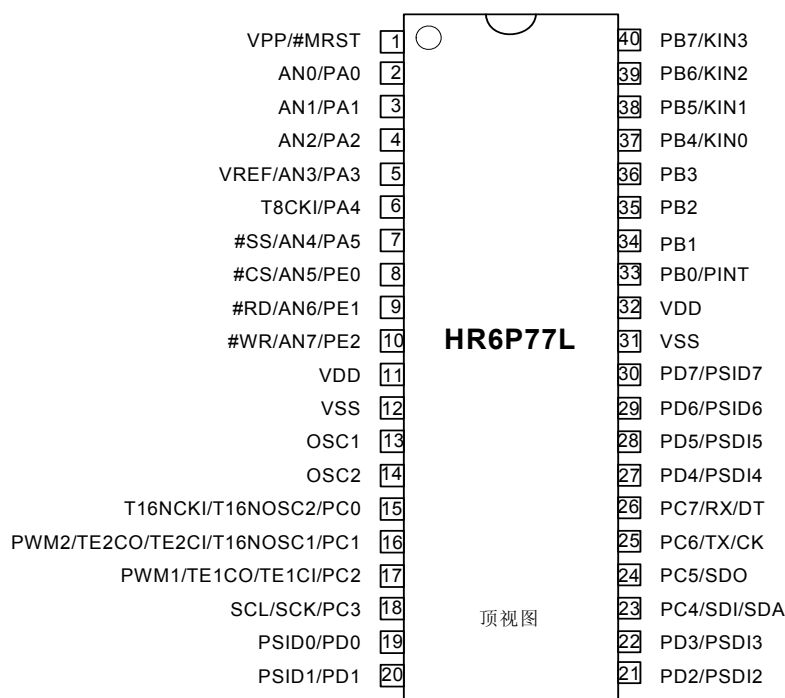 VPP/#MRST 1 40 PB7/KIN3
AN0/PA0 2 39 PB6/KIN2
AN1/PA1 3 38 PB5/KIN1
AN2/PA2 4 37 PB4/KIN0
VREF/AN3/PA3 5 36 PB3
T8CKI/PA4 6 35 PB2
#SS/AN4/PA5 7 34 PB1
#CS/AN5/PE0 8 33 PB0/PINT
#RD/AN6/PE1 9 32 VDD
#WR/AN7/PE2 10 HR6P77L 31 VSS
VDD 11 30 PD7/PSID7
VSS 12 29 PD6/PSID6
OSC1 13 28 PD5/PSDI5
OSC2 14 27 PD4/PSDI4
T16NCKI/T16NOSC2/PC0 15 26 PC7/RX/DT
PWM2/TE2CO/TE2CI/T16NOSC1/PC1 16 25 PC6/TX/CK
PWM1/TE1CO/TE1CI/PC2 17 24 PC5/SDO
SCL/SCK/PC3 18 顶视图 23 PC4/SDI/SDA
PSID0/PD0 19 22 PD3/PSDI3
PSID1/PD1 20 21 PD2/PSDI2